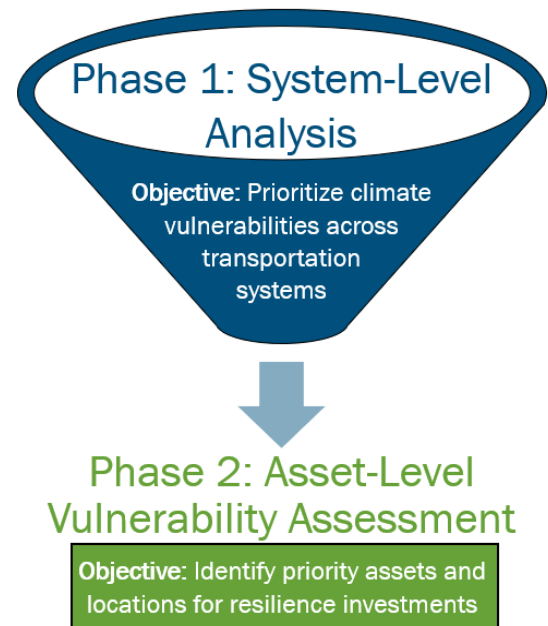 Phase 1: System-Level
Analysis
Objective: Prioritize climate
vulnerabilities across
transportation
systems
Phase 2: Asset-Level
Vulnerability Assessment
Objective: Identify priority assets and
locations for resilience investments